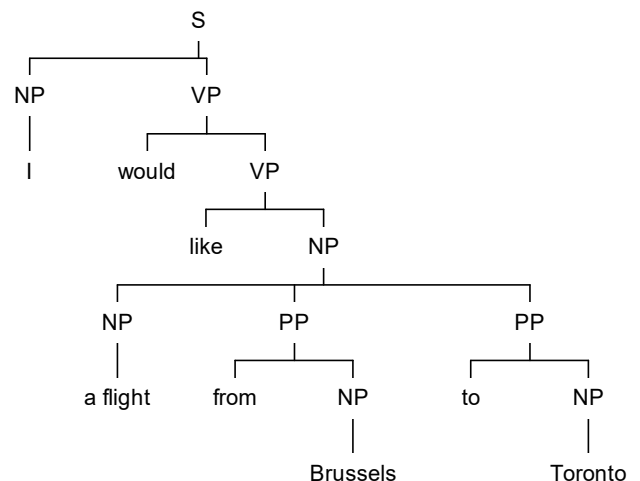 S
NP VP
I would VP
like NP
NP PP PP
a flight from NP to NP
Brussels Toronto